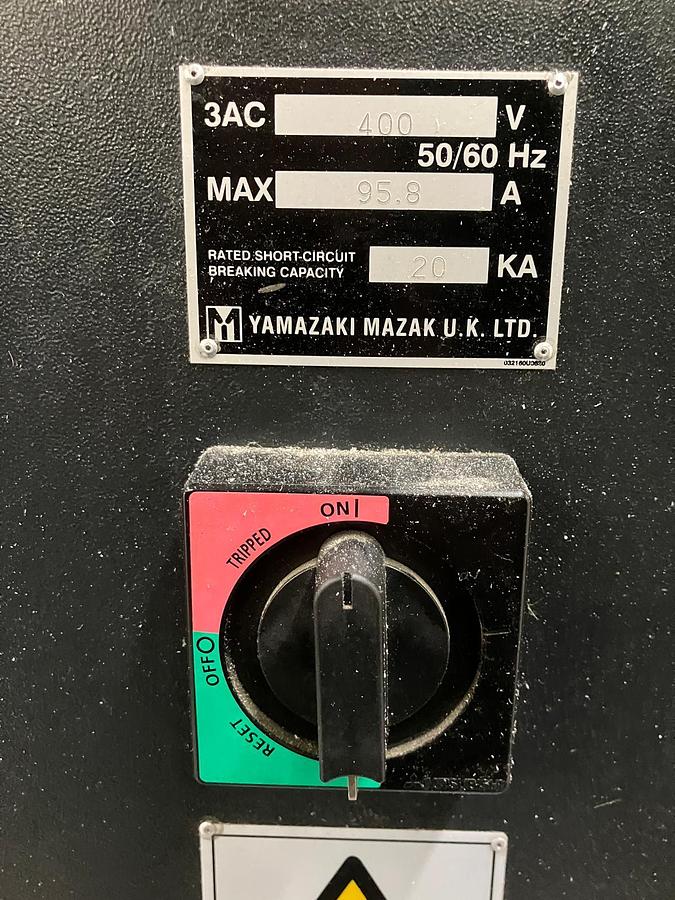 3AC 400 V
50/60 Hz
MAX 95.8 A
RATED SHORT-CIRCUIT
BREAKING CAPACITY 20 KA
YAMAZAKI MAZAK U.K. LTD.
ON I
TRIPPED
OFF O
RESET